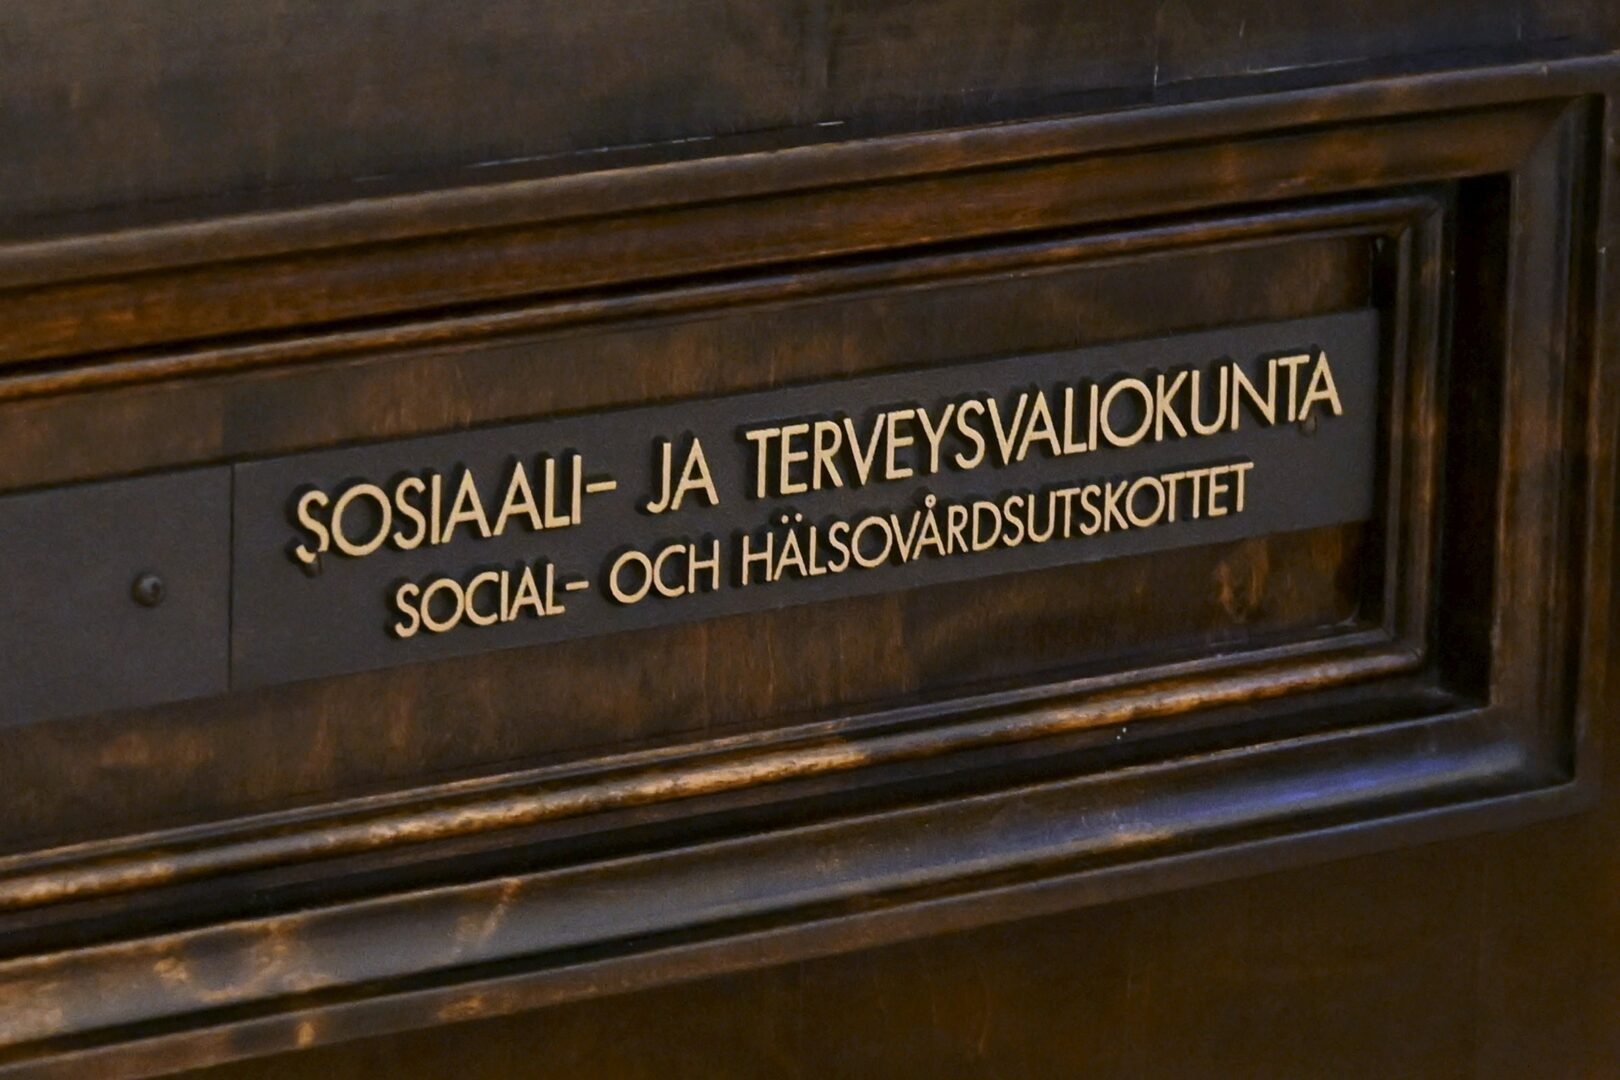 SOSIAALI- JA TERVEYSVALIOKUNTA
SOCIAL- OCH HÄLSOVÅRDSUTSKOTTET